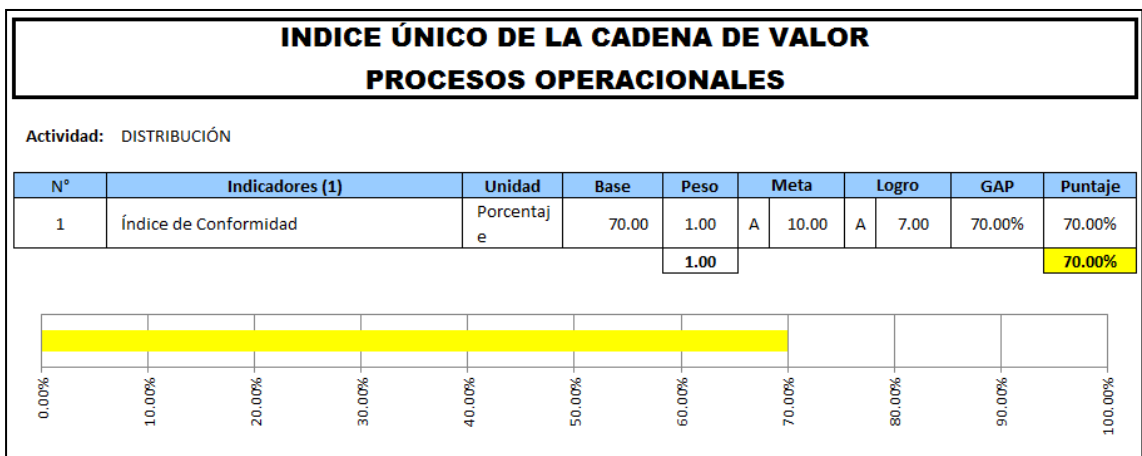 INDICE ÚNICO DE LA CADENA DE VALOR
PROCESOS OPERACIONALES
Actividad: DISTRIBUCIÓN
N° Indicadores (1) Unidad Base Peso Meta Logro GAP Puntaje
1 Índice de Conformidad Porcentaj e 70.00 1.00 A 10.00 A 7.00 70.00% 70.00%
1.00 70.00%
0.00% 10.00% 20.00% 30.00% 40.00% 50.00% 60.00% 70.00% 80.00% 90.00% 100.00%